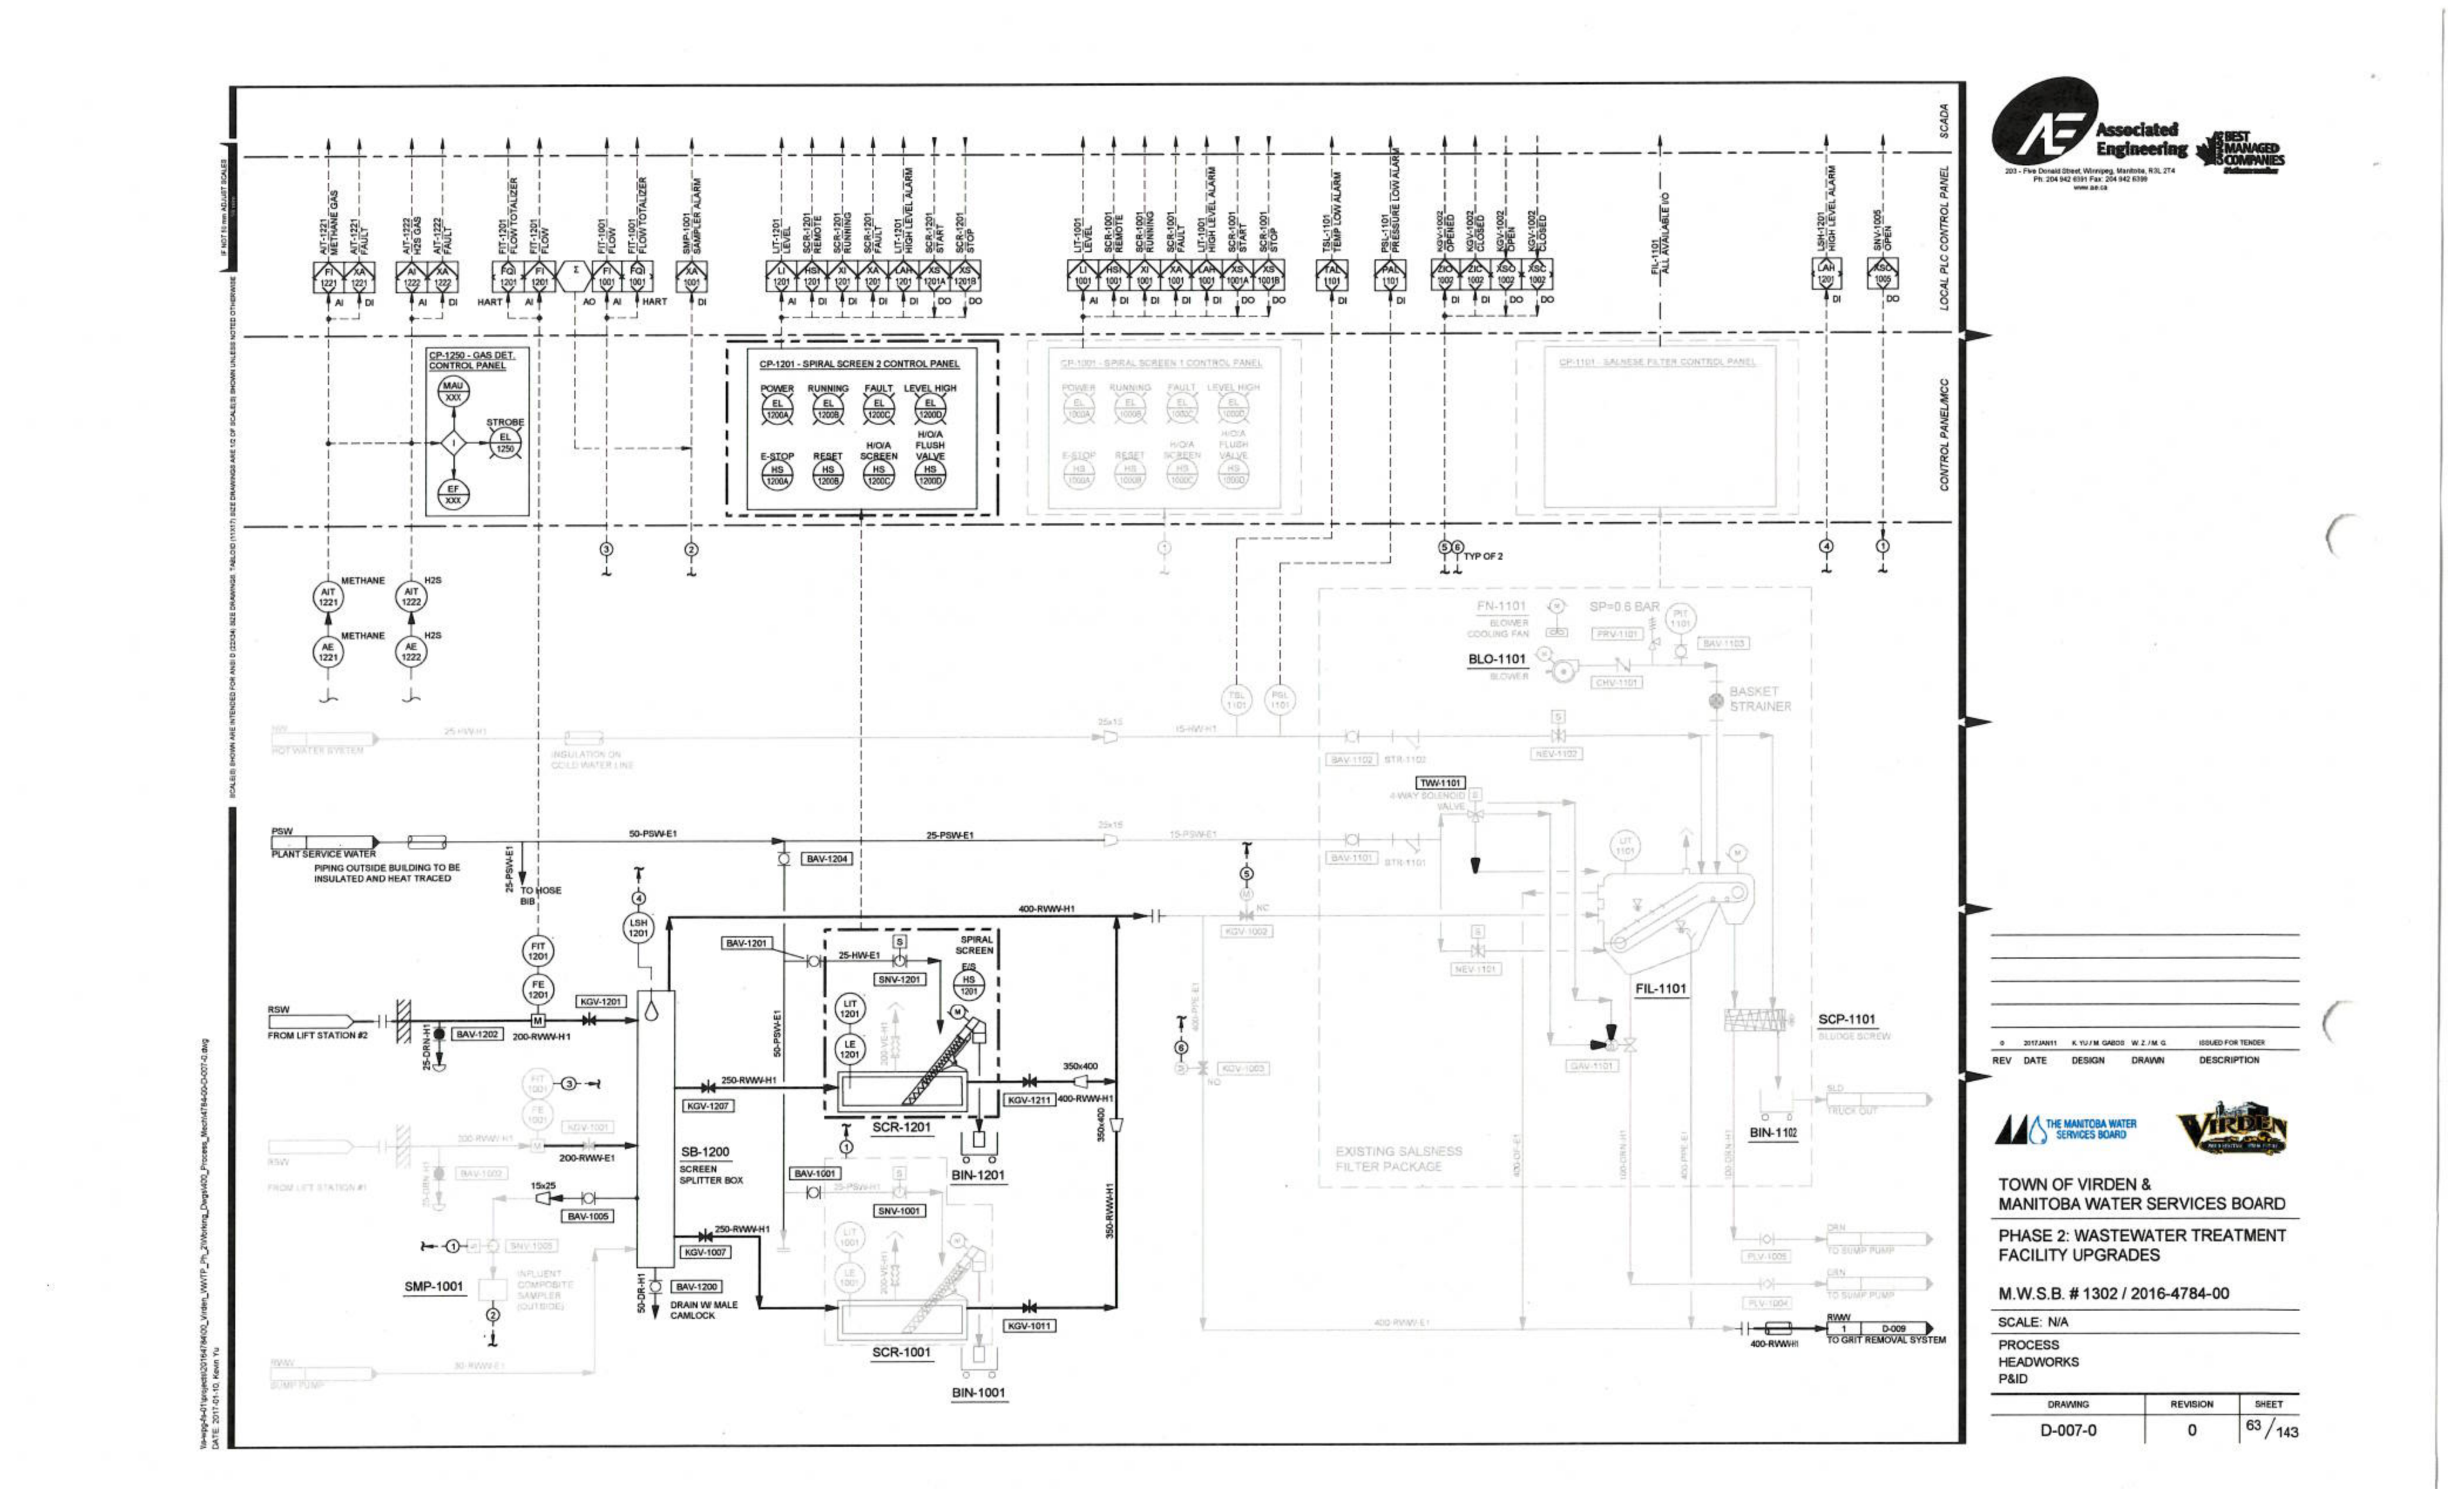 IF NOT 50 mm ADJUST SCALES
SCALE(S) SHOWN ARE INTENDED FOR ANSI D (22X34) SIZE DRAWINGS. TABLOID (11X17) SIZE DRAWINGS ARE 1/2 OF SCALE(S) SHOWN UNLESS NOTED OTHERWISE
DATE: 2017-01-10, Kevin Yu
SCADA
LOCAL PLC CONTROL PANEL
CONTROL PANEL/MCC
AIT-1221 METHANE GAS
AIT-1221 FAULT
AIT-1222 H2S GAS
AIT-1222 FAULT
FIT-1201 FLOW TOTALIZER
FIT-1201 FLOW
FIT-1001 FLOW
FIT-1001 FLOW TOTALIZER
SMP-1001 SAMPLER ALARM
LIT-1201 LEVEL
SCR-1201 REMOTE
SCR-1201 RUNNING
SCR-1201 FAULT
LIT-1201 HIGH LEVEL ALARM
SCR-1201 START
SCR-1201 STOP
LIT-1001 LEVEL
SCR-1001 REMOTE
SCR-1001 RUNNING
SCR-1001 FAULT
LIT-1001 HIGH LEVEL ALARM
SCR-1001 START
SCR-1001 STOP
TSL-1101 TEMP LOW ALARM
PSL-1101 PRESSURE LOW ALARM
KGV-1002 OPENED
KGV-1002 CLOSED
KGV-1002 OPEN
KGV-1002 CLOSED
FIL-1101 ALL AVAILABLE I/O
LSH-1201 HIGH LEVEL ALARM
SNV-1005 OPEN
FI XA AI XA FQ FI Σ FI FQ XA LI HSI XI XA LAH XS XS LI HSI XI XA LAH XS XS TAL PAL ZIO ZIC XSO XSC LAH XSO
1221 1221 1222 1222 1201 1201 1001 1001 1001 1201 1201 1201 1201 1201 1201A 1201B 1001 1001 1001 1001 1001 1001A 1001B 1101 1101 1002 1002 1002 1002 1201 1005
AI DI AI DI HART AI AO AI HART DI AI DI DI DI DI DO DO AI DI DI DI DI DO DO DI DI DI DI DO DO DI DO
CP-1250 - GAS DET.
CONTROL PANEL
MAU
XXX
STROBE
EL
1250
I
EF
XXX
CP-1201 - SPIRAL SCREEN 2 CONTROL PANEL
POWER RUNNING FAULT LEVEL HIGH
EL EL EL EL
1200A 1200B 1200C 1200D
E-STOP RESET H/O/A SCREEN H/O/A FLUSH VALVE
HS HS HS HS
1200A 1200B 1200C 1200D
CP-1001 - SPIRAL SCREEN 1 CONTROL PANEL
POWER RUNNING FAULT LEVEL HIGH
EL EL EL EL
1000A 1000B 1000C 1000D
E-STOP RESET H/O/A SCREEN H/O/A FLUSH VALVE
HS HS HS HS
1000A 1000B 1000C 1000D
CP-1101 - SALNESE FILTER CONTROL PANEL
3 2 1 5 6 TYP OF 2 4 1
AIT 1221 METHANE
AIT 1222 H2S
AE 1221 METHANE
AE 1222 H2S
FN-1101
BLOWER
COOLING FAN
M
SP=0.6 BAR
PIT
1101
PRV-1101
BAV-1103
BLO-1101
BLOWER
M
CHV-1101
BASKET
STRAINER
TSL
1101
PSL
1101
HW
HOT WATER SYSTEM
25-HW-H1
INSULATION ON
COLD WATER LINE
25x15
15-HW-H1
BAV-1102
STR-1102
S
NEV-1102
TWV-1101
4-WAY SOLENOID
VALVE
S
PSW
PLANT SERVICE WATER
PIPING OUTSIDE BUILDING TO BE
INSULATED AND HEAT TRACED
25-PSW-E1
TO HOSE
BIB
50-PSW-E1
BAV-1204
25-PSW-E1
25x15
15-PSW-E1
BAV-1101
STR-1101
LIT
1101
M
4
LSH
1201
400-RWW-H1
5
M
NC
KGV-1002
S
NEV-1101
FIL-1101
FIT
1201
FE
1201
M
KGV-1201
RSW
FROM LIFT STATION #2
25-DRN-H1
BAV-1202
200-RWW-H1
BAV-1201
25-HW-E1
S
SNV-1201
SPIRAL
SCREEN
E/S
HS
1201
LIT
1201
LE
1201
200-VE-H1
M
50-PSW-E1
400-PPE-E1
6
KGV-1003
NO
GAV-1101
SCP-1101
SLUDGE SCREW
SLD
TRUCK OUT
BIN-1102
FIT
1001
3
FE
1001
M
KGV-1001
RSW
FROM LIFT STATION #1
25-DRN-H1
BAV-1002
200-RWW-H1
200-RWW-E1
250-RWW-H1
KGV-1207
SCR-1201
1
KGV-1211
350x400
400-RWW-H1
350x400
BIN-1201
SB-1200
SCREEN
SPLITTER BOX
15x25
BAV-1005
1
SNV-1005
SMP-1001
INFLUENT
COMPOSITE
SAMPLER
(OUTSIDE)
2
BAV-1001
25-PSW-H1
S
SNV-1001
LIT
1001
LE
1001
200-VE-H1
M
250-RWW-H1
KGV-1007
50-DR-H1
BAV-1200
DRAIN W/ MALE
CAMLOCK
350-RWW-H1
KGV-1011
SCR-1001
BIN-1001
RWW
SUMP PUMP
80-RWW-E1
EXISTING SALSNESS
FILTER PACKAGE
400-OF-E1
100-DRN-H1
400-PPE-E1
100-DRN-H1
DRN
TO SUMP PUMP
PLV-1005
DRN
TO SUMP PUMP
PLV-1004
400-RWW-E1
400-RWW-H1
RWW
1 D-009
TO GRIT REMOVAL SYSTEM
AE
Associated
Engineering
BEST
MANAGED
COMPANIES
203 - Five Donald Street, Winnipeg, Manitoba, R3L 2T4
Ph: 204 942 6391 Fax: 204 942 6399
www.ae.ca
0 2017JAN11 K. YU / M. GABOS W. Z. / M. G. ISSUED FOR TENDER
REV DATE DESIGN DRAWN DESCRIPTION
THE MANITOBA WATER
SERVICES BOARD
VIRDEN
TOWN OF VIRDEN &
MANITOBA WATER SERVICES BOARD
PHASE 2: WASTEWATER TREATMENT
FACILITY UPGRADES
M.W.S.B. # 1302 / 2016-4784-00
SCALE: N/A
PROCESS
HEADWORKS
P&ID
DRAWING REVISION SHEET
D-007-0 0 63/143